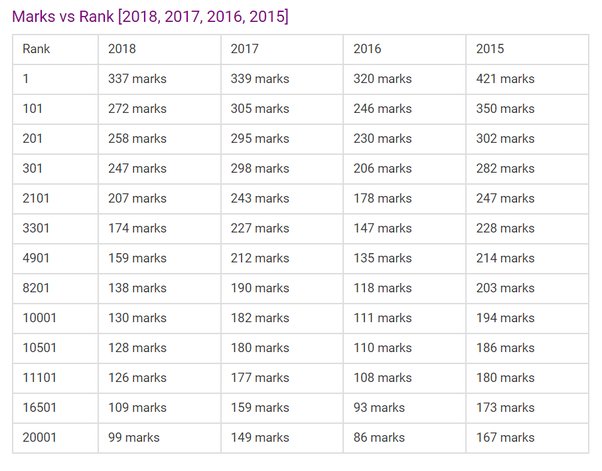 Marks vs Rank [2018, 2017, 2016, 2015]
Rank 2018 2017 2016 2015
1 337 marks 339 marks 320 marks 421 marks
101 272 marks 305 marks 246 marks 350 marks
201 258 marks 295 marks 230 marks 302 marks
301 247 marks 298 marks 206 marks 282 marks
2101 207 marks 243 marks 178 marks 247 marks
3301 174 marks 227 marks 147 marks 228 marks
4901 159 marks 212 marks 135 marks 214 marks
8201 138 marks 190 marks 118 marks 203 marks
10001 130 marks 182 marks 111 marks 194 marks
10501 128 marks 180 marks 110 marks 186 marks
11101 126 marks 177 marks 108 marks 180 marks
16501 109 marks 159 marks 93 marks 173 marks
20001 99 marks 149 marks 86 marks 167 marks